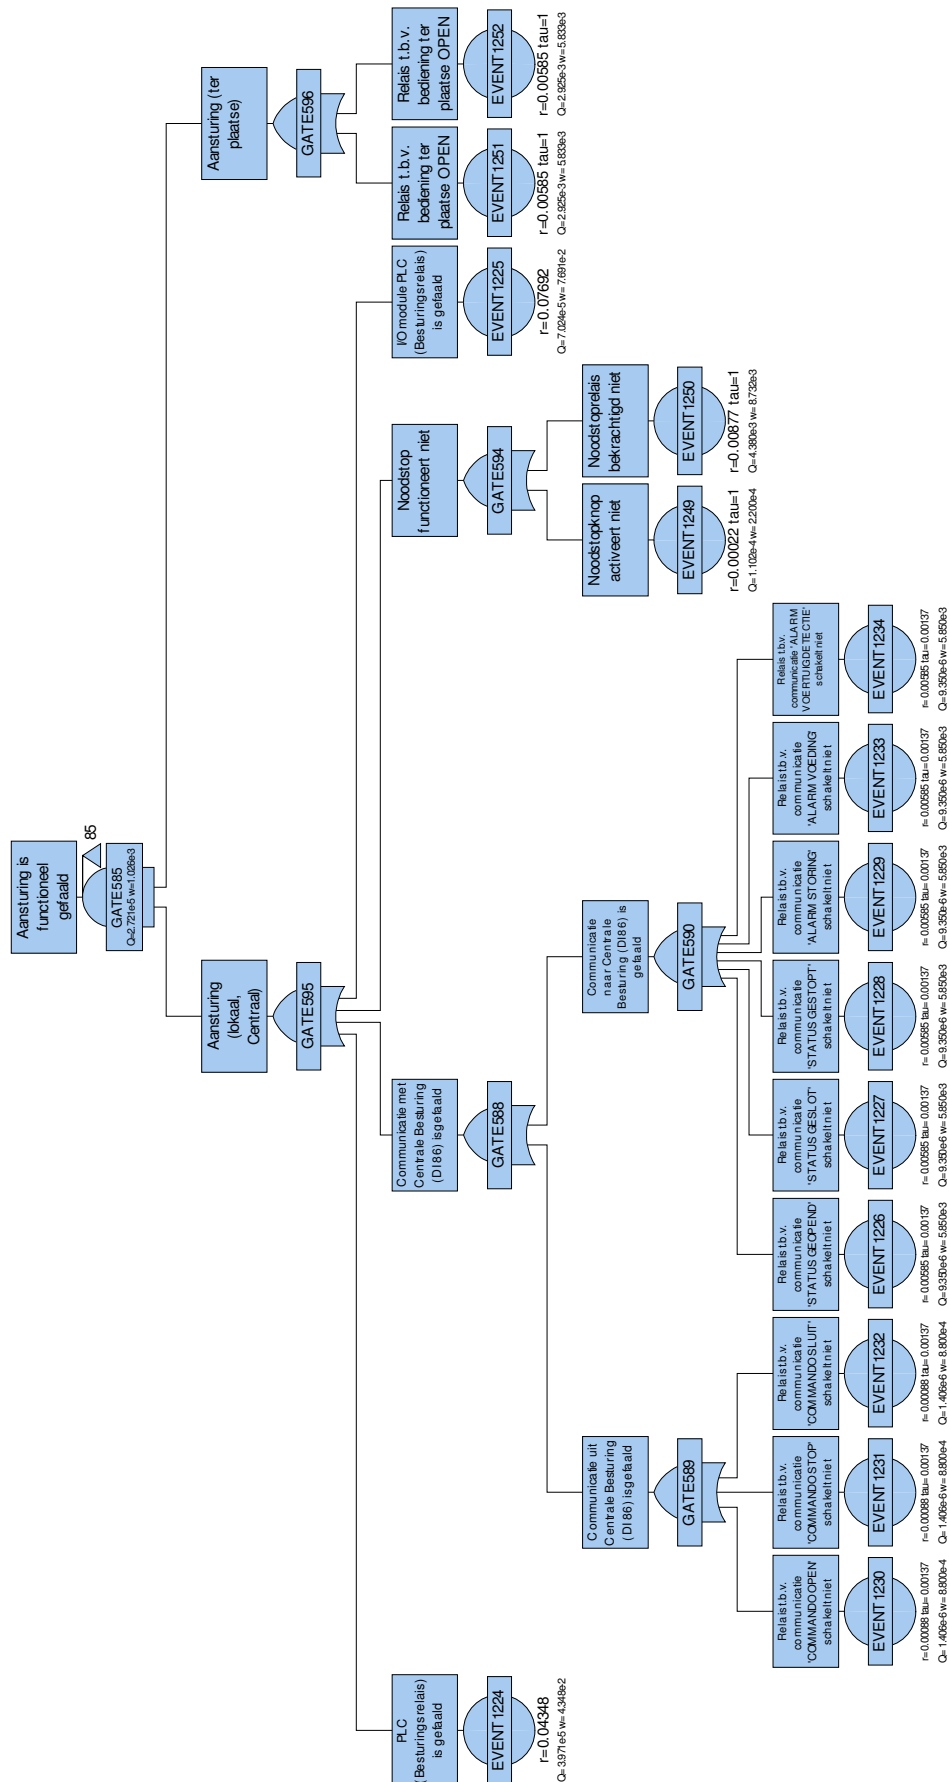 Aansturing is
functioneel
gefaald
85
GATE585
Q=2.721e-5 w=1.026e-3
Aansturing
(lokaal,
Centraal)
GATE595
Aansturing (ter
plaatse)
GATE596
PLC
(Besturingsrelais)
is gefaald
EVENT1224
r=0.04348
Q=3.971e-5 w=4.348e-2
Communicatie met
Centrale Besturing
(DI86) is gefaald
GATE588
Noodstop
functioneert niet
GATE594
I/O module PLC
(Besturingsrelais)
is gefaald
EVENT1225
r=0.07692
Q=7.024e-5 w=7.691e-2
Relais t.b.v.
bediening ter
plaatse OPEN
EVENT1251
r=0.00585 tau=1
Q=2.925e-3 w=5.833e-3
Relais t.b.v.
bediening ter
plaatse OPEN
EVENT1252
r=0.00585 tau=1
Q=2.925e-3 w=5.833e-3
Communicatie uit
Centrale Besturing
(DI86) is gefaald
GATE589
Communicatie
naar Centrale
Besturing (DI86) is
gefaald
GATE590
Noodstopknop
activeert niet
EVENT1249
r=0.00022 tau=1
Q=1.102e-4 w=2.200e-4
Noodstoprelais
bekrachtigd niet
EVENT1250
r=0.00877 tau=1
Q=4.380e-3 w=8.732e-3
Relais t.b.v.
communicatie
'COMMANDO OPEN'
schakelt niet
EVENT1230
r=0.00088 tau=0.00137
Q=1.406e-6 w=8.800e-4
Relais t.b.v.
communicatie
'COMMANDO STOP'
schakelt niet
EVENT1231
r=0.00088 tau=0.00137
Q=1.406e-6 w=8.800e-4
Relais t.b.v.
communicatie
'COMMANDO SLUIT'
schakelt niet
EVENT1232
r=0.00088 tau=0.00137
Q=1.406e-6 w=8.800e-4
Relais t.b.v.
communicatie
'STATUS GEOPEND'
schakelt niet
EVENT1226
r=0.00585 tau=0.00137
Q=9.350e-6 w=5.850e-3
Relais t.b.v.
communicatie
'STATUS GESLOT'
schakelt niet
EVENT1227
r=0.00585 tau=0.00137
Q=9.350e-6 w=5.850e-3
Relais t.b.v.
communicatie
'STATUS GESTOPT'
schakelt niet
EVENT1228
r=0.00585 tau=0.00137
Q=9.350e-6 w=5.850e-3
Relais t.b.v.
communicatie
'ALARM STORING'
schakelt niet
EVENT1229
r=0.00585 tau=0.00137
Q=9.350e-6 w=5.850e-3
Relais t.b.v.
communicatie
'ALARM VOEDING'
schakelt niet
EVENT1233
r=0.00585 tau=0.00137
Q=9.350e-6 w=5.850e-3
Relais t.b.v.
communicatie 'ALARM
VOERTUIGDETECTIE'
schakelt niet
EVENT1234
r=0.00585 tau=0.00137
Q=9.350e-6 w=5.850e-3